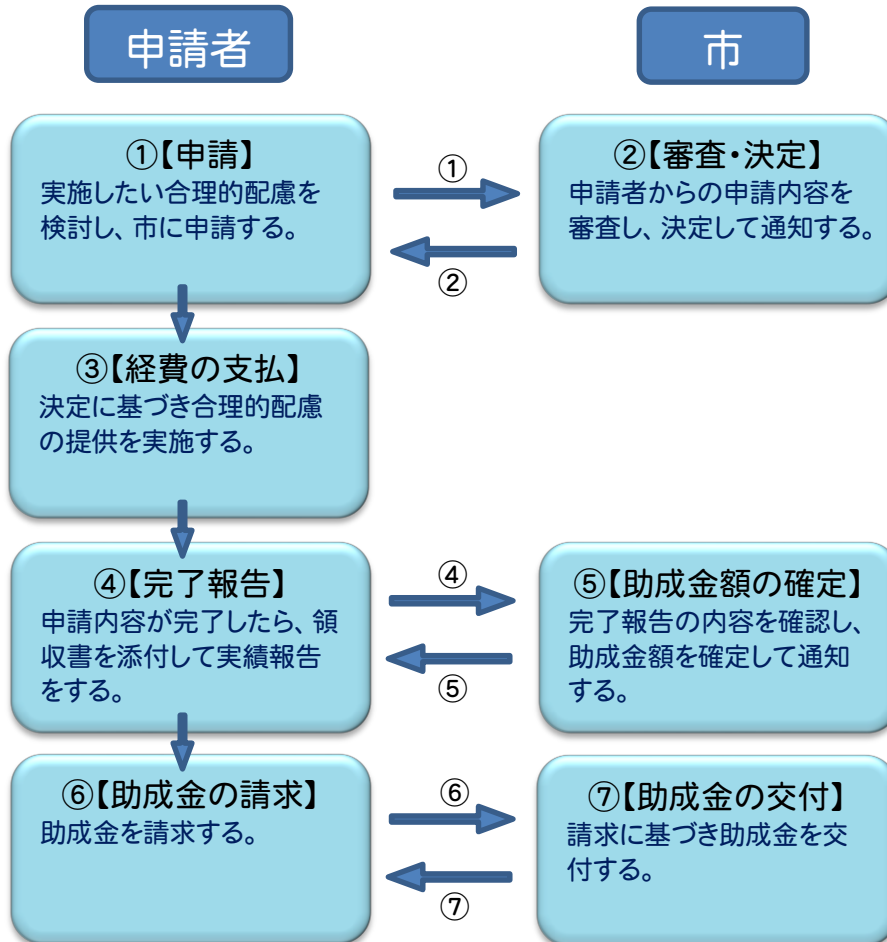 申請者
市
①【申請】
実施したい合理的配慮を
検討し、市に申請する。
①
②
②【審査・決定】
申請者からの申請内容を
審査し、決定して通知する。
③【経費の支払】
決定に基づき合理的配慮
の提供を実施する。
④【完了報告】
申請内容が完了したら、領
収書を添付して実績報告
をする。
④
⑤
⑤【助成金額の確定】
完了報告の内容を確認し、
助成金額を確定して通知
する。
⑥【助成金の請求】
助成金を請求する。
⑥
⑦
⑦【助成金の交付】
請求に基づき助成金を交
付する。